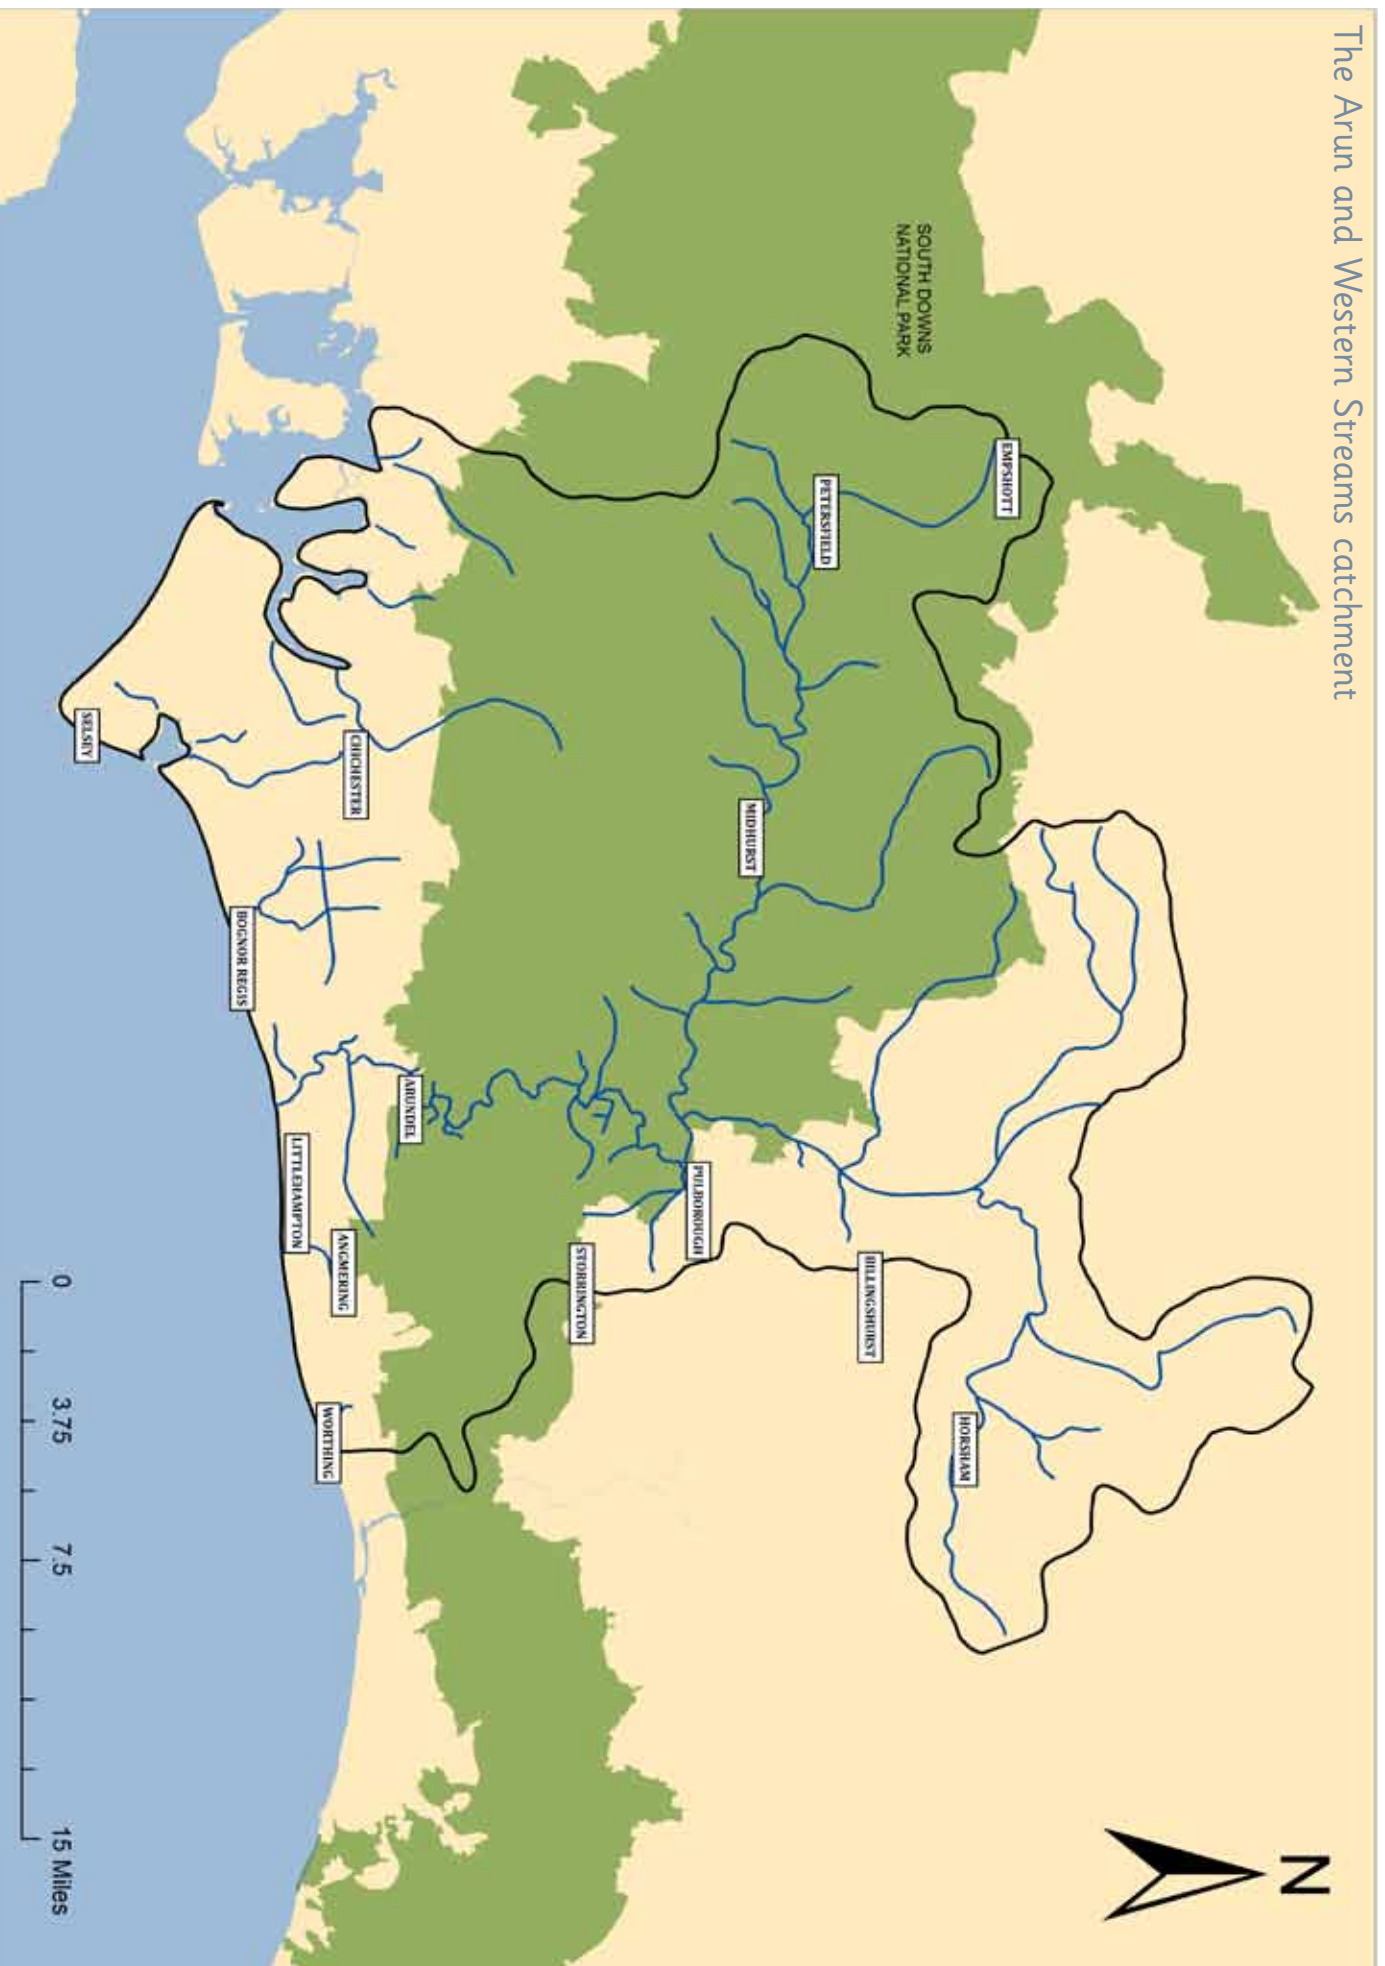 The Arun and Western Streams catchment
N
SOUTH DOWNS
NATIONAL PARK
EMPSHOTT
PETERSFIELD
MIDHURST
HORSHAM
BILLINGSHURST
PULBOROUGH
STORRINGTON
ARUNDEL
CHICHESTER
ANGMERING
WORTHING
LITTLEHAMPTON
BOGNOR REGIS
SELSEY
0 3.75 7.5 15 Miles